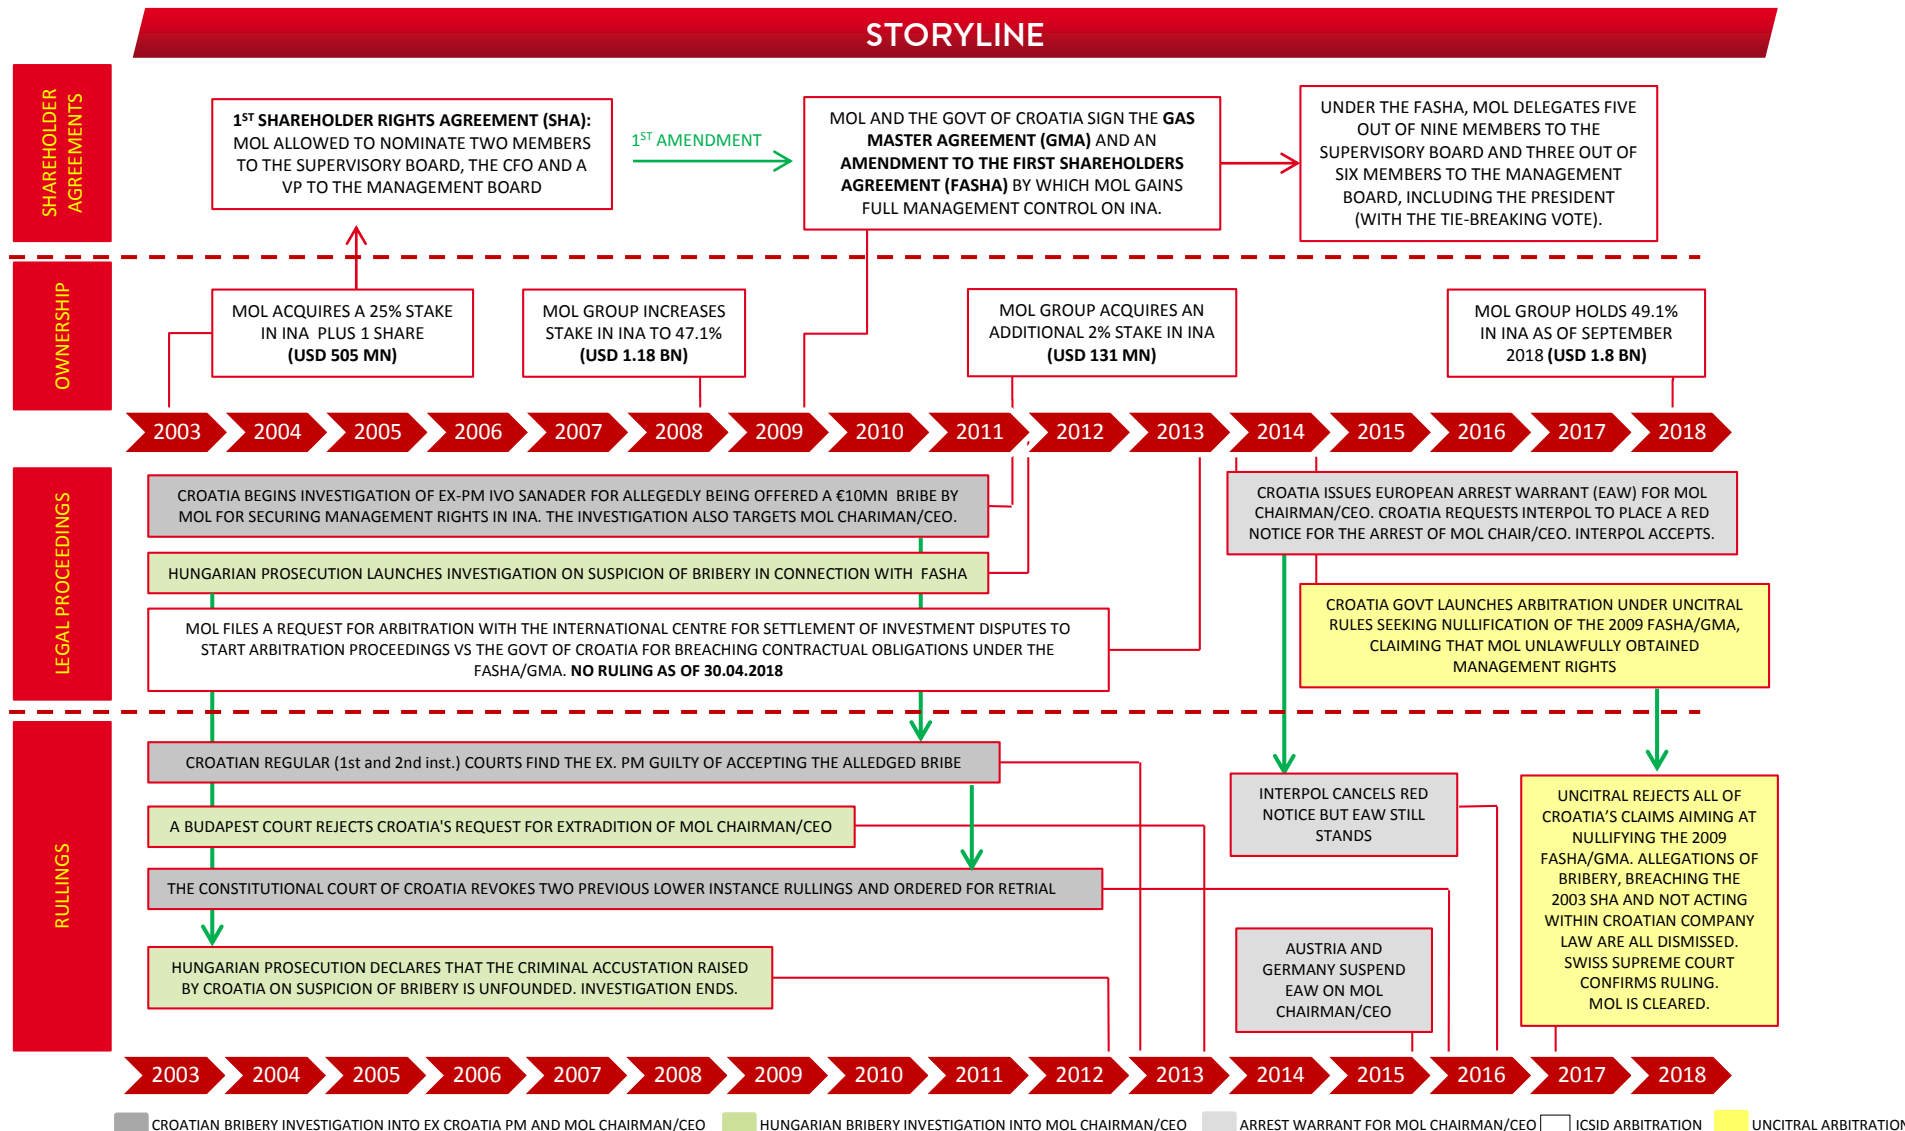 STORYLINE
SHAREHOLDER
AGREEMENTS
1ST SHAREHOLDER RIGHTS AGREEMENT (SHA):
MOL ALLOWED TO NOMINATE TWO MEMBERS
TO THE SUPERVISORY BOARD, THE CFO AND A
VP TO THE MANAGEMENT BOARD
1ST AMENDMENT
MOL AND THE GOVT OF CROATIA SIGN THE GAS
MASTER AGREEMENT (GMA) AND AN
AMENDMENT TO THE FIRST SHAREHOLDERS
AGREEMENT (FASHA) BY WHICH MOL GAINS
FULL MANAGEMENT CONTROL ON INA.
UNDER THE FASHA, MOL DELEGATES FIVE
OUT OF NINE MEMBERS TO THE
SUPERVISORY BOARD AND THREE OUT OF
SIX MEMBERS TO THE MANAGEMENT
BOARD, INCLUDING THE PRESIDENT
(WITH THE TIE-BREAKING VOTE).
OWNERSHIP
MOL ACQUIRES A 25% STAKE
IN INA PLUS 1 SHARE
(USD 505 MN)
MOL GROUP INCREASES
STAKE IN INA TO 47.1%
(USD 1.18 BN)
MOL GROUP ACQUIRES AN
ADDITIONAL 2% STAKE IN INA
(USD 131 MN)
MOL GROUP HOLDS 49.1%
IN INA AS OF SEPTEMBER
2018 (USD 1.8 BN)
2003 2004 2005 2006 2007 2008 2009 2010 2011 2012 2013 2014 2015 2016 2017 2018
LEGAL PROCEEDINGS
CROATIA BEGINS INVESTIGATION OF EX-PM IVO SANADER FOR ALLEGEDLY BEING OFFERED A €10MN BRIBE BY
MOL FOR SECURING MANAGEMENT RIGHTS IN INA. THE INVESTIGATION ALSO TARGETS MOL CHARIMAN/CEO.
HUNGARIAN PROSECUTION LAUNCHES INVESTIGATION ON SUSPICION OF BRIBERY IN CONNECTION WITH FASHA
MOL FILES A REQUEST FOR ARBITRATION WITH THE INTERNATIONAL CENTRE FOR SETTLEMENT OF INVESTMENT DISPUTES TO
START ARBITRATION PROCEEDINGS VS THE GOVT OF CROATIA FOR BREACHING CONTRACTUAL OBLIGATIONS UNDER THE
FASHA/GMA. NO RULING AS OF 30.04.2018
CROATIA ISSUES EUROPEAN ARREST WARRANT (EAW) FOR MOL
CHAIRMAN/CEO. CROATIA REQUESTS INTERPOL TO PLACE A RED
NOTICE FOR THE ARREST OF MOL CHAIR/CEO. INTERPOL ACCEPTS.
CROATIA GOVT LAUNCHES ARBITRATION UNDER UNCITRAL
RULES SEEKING NULLIFICATION OF THE 2009 FASHA/GMA,
CLAIMING THAT MOL UNLAWFULLY OBTAINED
MANAGEMENT RIGHTS
RULLINGS
CROATIAN REGULAR (1st and 2nd inst.) COURTS FIND THE EX. PM GUILTY OF ACCEPTING THE ALLEDGED BRIBE
A BUDAPEST COURT REJECTS CROATIA'S REQUEST FOR EXTRADITION OF MOL CHAIRMAN/CEO
THE CONSTITUTIONAL COURT OF CROATIA REVOKES TWO PREVIOUS LOWER INSTANCE RULLINGS AND ORDERED FOR RETRIAL
HUNGARIAN PROSECUTION DECLARES THAT THE CRIMINAL ACCUSTATION RAISED
BY CROATIA ON SUSPICION OF BRIBERY IS UNFOUNDED. INVESTIGATION ENDS.
INTERPOL CANCELS RED
NOTICE BUT EAW STILL
STANDS
AUSTRIA AND
GERMANY SUSPEND
EAW ON MOL
CHAIRMAN/CEO
UNCITRAL REJECTS ALL OF
CROATIA'S CLAIMS AIMING AT
NULLIFYING THE 2009
FASHA/GMA. ALLEGATIONS OF
BRIBERY, BREACHING THE
2003 SHA AND NOT ACTING
WITHIN CROATIAN COMPANY
LAW ARE ALL DISMISSED.
SWISS SUPREME COURT
CONFIRMS RULING.
MOL IS CLEARED.
2003 2004 2005 2006 2007 2008 2009 2010 2011 2012 2013 2014 2015 2016 2017 2018
CROATIAN BRIBERY INVESTIGATION INTO EX CROATIA PM AND MOL CHAIRMAN/CEO
HUNGARIAN BRIBERY INVESTIGATION INTO MOL CHAIRMAN/CEO
ARREST WARRANT FOR MOL CHAIRMAN/CEO
ICSID ARBITRATION
UNCITRAL ARBITRATION